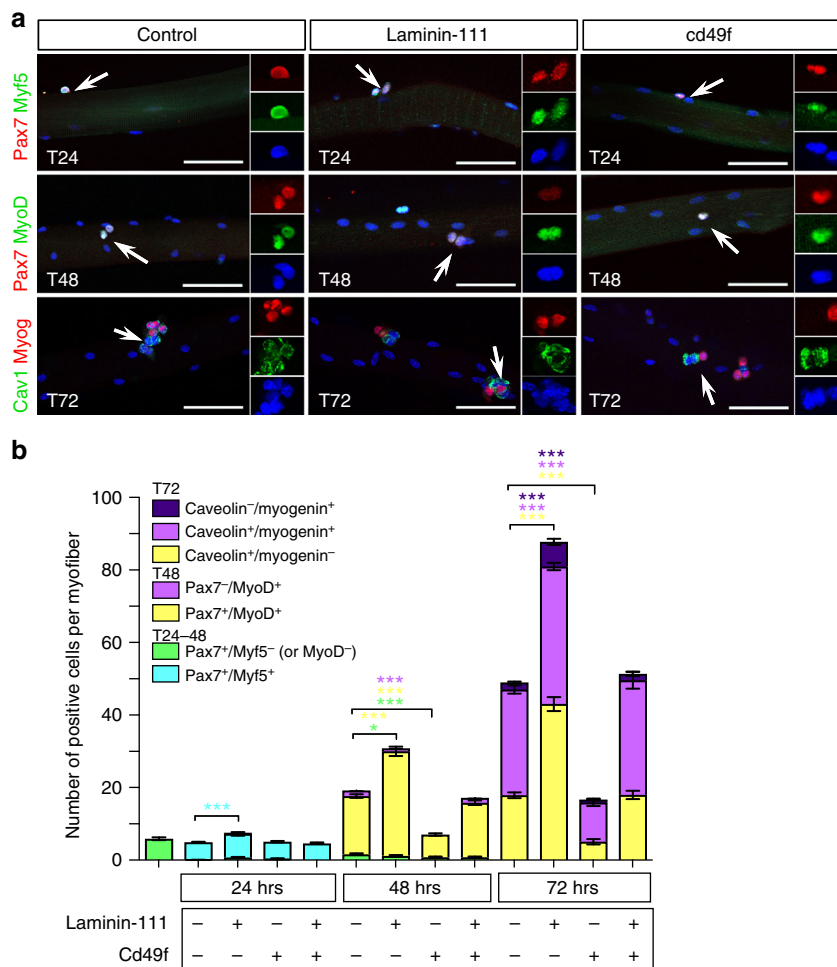 a
Control Laminin-111 cd49f
Pax7 Myf5
T24 T24 T24
Pax7 MyoD
T48 T48 T48
Cav1 Myog
T72 T72 T72
b
Number of positive cells per myofiber
100
80
60
40
20
0
T72
Caveolin⁻/myogenin⁺
Caveolin⁺/myogenin⁺
Caveolin⁺/myogenin⁻
T48
Pax7⁻/MyoD⁺
Pax7⁺/MyoD⁺
T24–48
Pax7⁺/Myf5⁻ (or MyoD⁻)
Pax7⁺/Myf5⁺
***
***
***
***
*
***
***
***
***
***
***
***
***
24 hrs 48 hrs 72 hrs
Laminin-111 – + – + – + – + – + – +
Cd49f – – + + – – + + – – + +